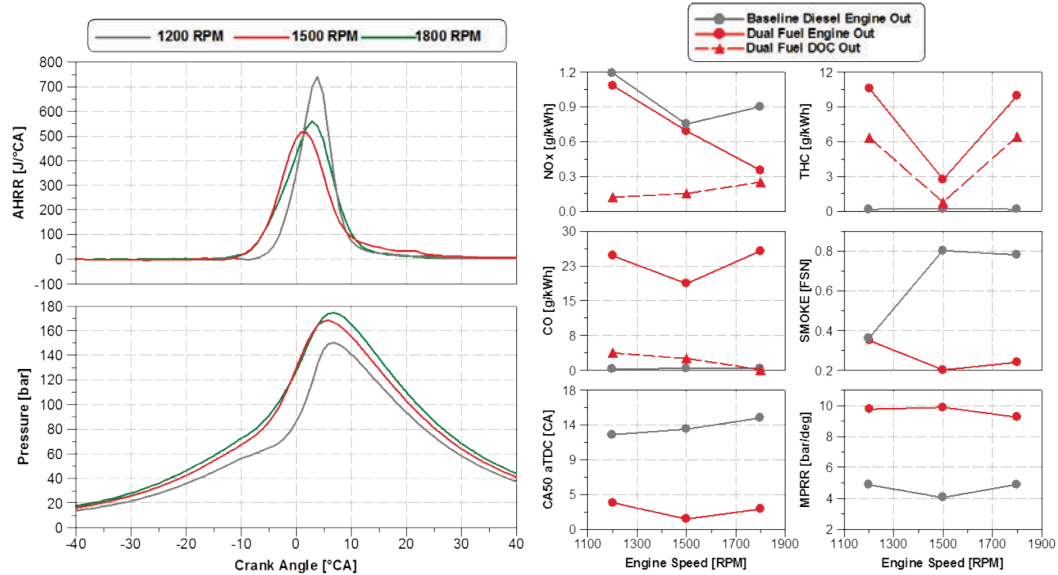 1200 RPM 1500 RPM 1800 RPM
800
700
600
500
400
300
200
100
0
-100
AHRR [J/°CA]
180
160
140
120
100
80
60
40
20
0
Pressure [bar]
-40 -30 -20 -10 0 10 20 30 40
Crank Angle [°CA]
Baseline Diesel Engine Out
Dual Fuel Engine Out
Dual Fuel DOC Out
1.2
0.9
0.6
0.3
0.0
NOx [g/kWh]
12
10
8
6
4
2
0
THC [g/kWh]
30
23
15
8
0
CO [g/kWh]
0.8
0.6
0.4
0.2
SMOKE [FSN]
18
14
9
5
0
CA50 aTDC [CA]
12
10
8
6
4
2
MPRR [bar/deg]
1100 1300 1500 1700 1900
Engine Speed [RPM]
1100 1300 1500 1700 1900
Engine Speed [RPM]